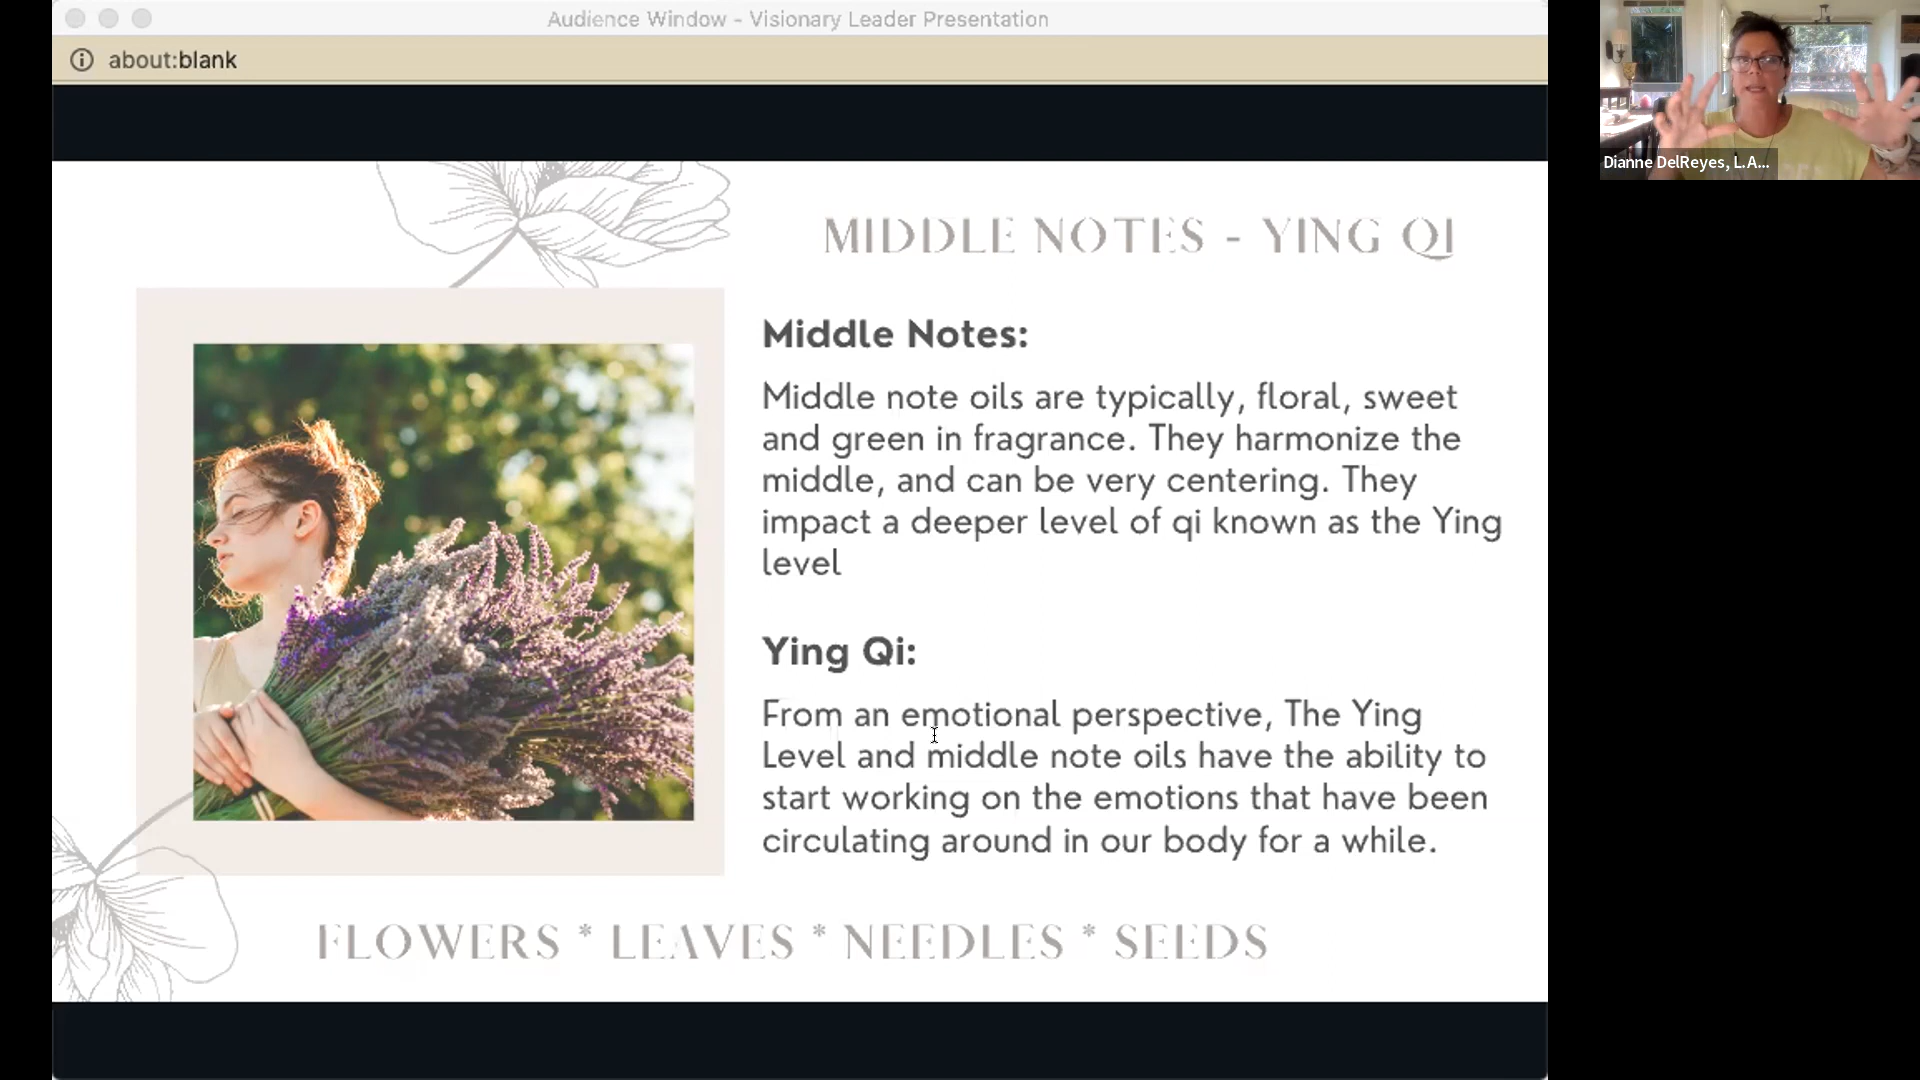 Audience Window - Visionary Leader Presentation
about:blank
MIDDLE NOTES - YING QI
Middle Notes:
Middle note oils are typically, floral, sweet
and green in fragrance. They harmonize the
middle, and can be very centering. They
impact a deeper level of qi known as the Ying
level
Ying Qi:
From an emotional perspective, The Ying
Level and middle note oils have the ability to
start working on the emotions that have been
circulating around in our body for a while.
FLOWERS * LEAVES * NEEDLES * SEEDS
Dianne DelReyes, L.A...